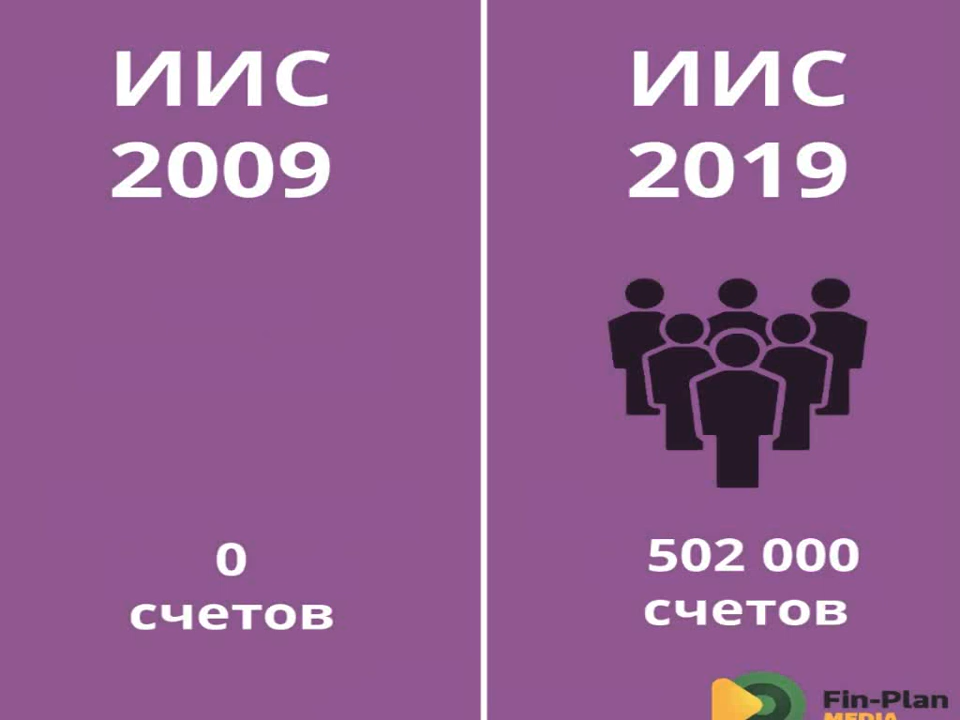 ИИС
2009
0
счетов
ИИС
2019
502 000
счетов
Fin-Plan
MEDIA